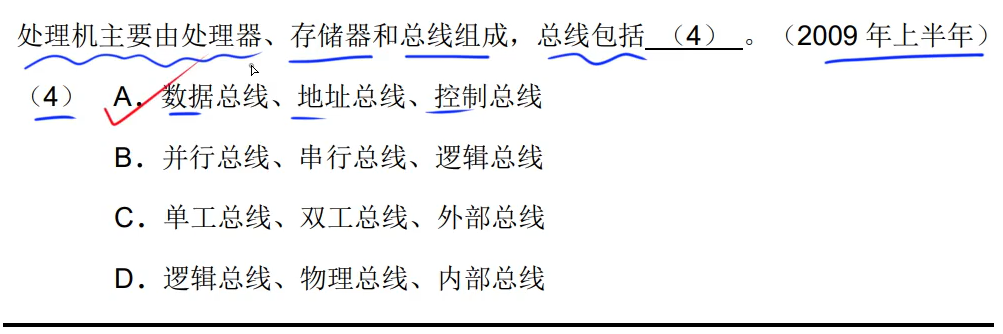 处理机主要由处理器、存储器和总线组成，总线包括 （4） 。（2009 年上半年）
（4） A．数据总线、地址总线、控制总线
B．并行总线、串行总线、逻辑总线
C．单工总线、双工总线、外部总线
D．逻辑总线、物理总线、内部总线